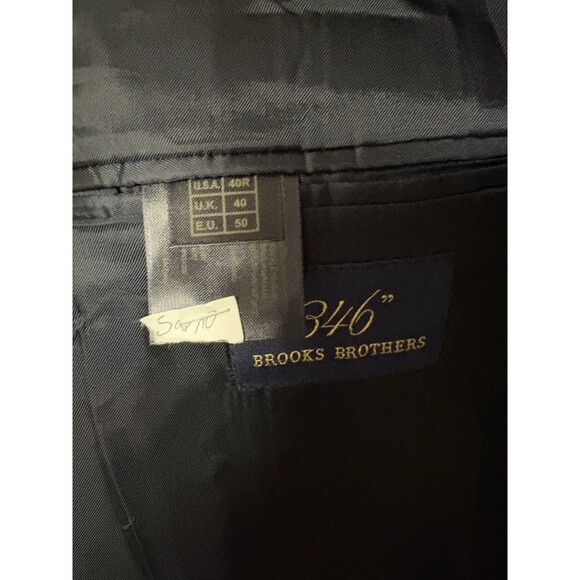 U.S.A. 40R
U.K. 40
E.U. 50
346”
BROOKS BROTHERS